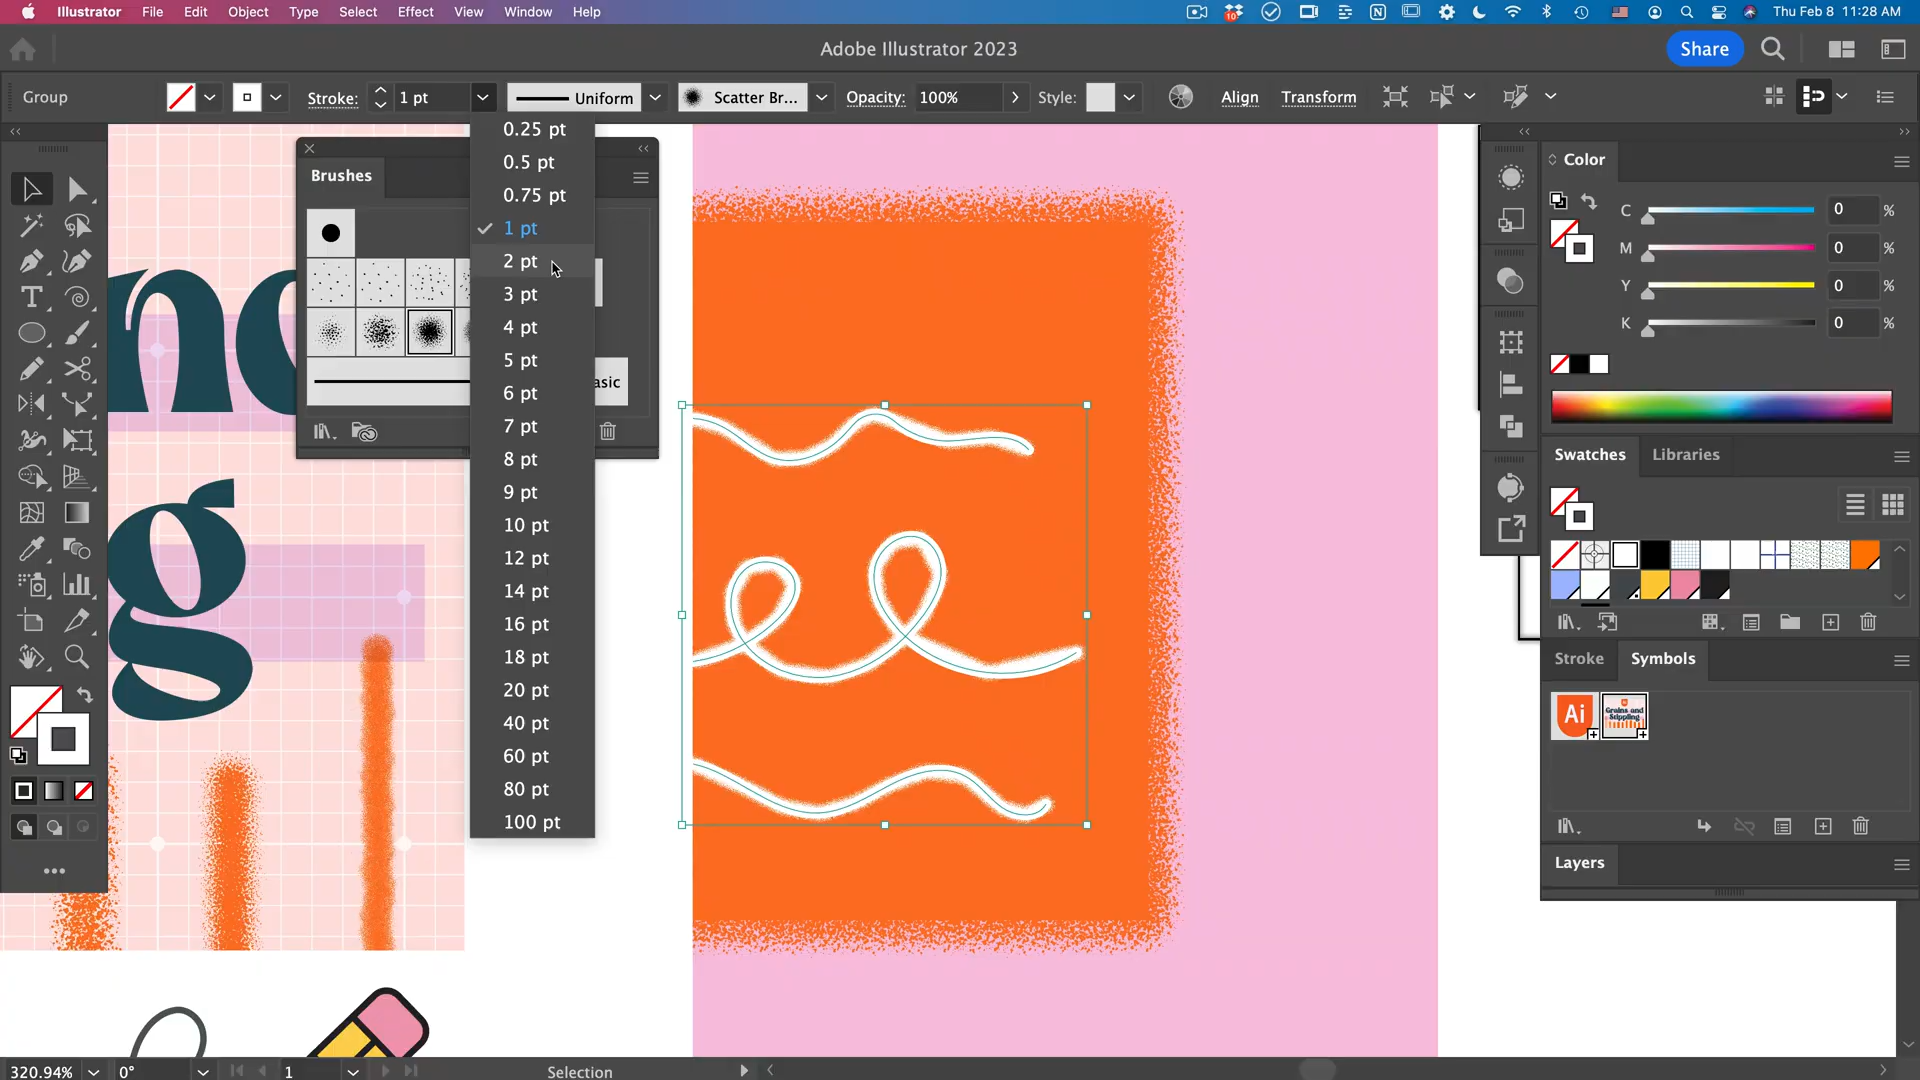 Illustrator File Edit Object Type Select Effect View Window Help
10
Thu Feb 8 11:28 AM
Adobe Illustrator 2023
Share
Group
Stroke: 1 pt
Uniform
Scatter Br...
Opacity: 100%
Style:
Align
Transform
Brushes
0.25 pt
0.5 pt
0.75 pt
1 pt
2 pt
3 pt
4 pt
5 pt
6 pt
7 pt
8 pt
9 pt
10 pt
12 pt
14 pt
16 pt
18 pt
20 pt
40 pt
60 pt
80 pt
100 pt
asic
no
g
Color
C 0 %
M 0 %
Y 0 %
K 0 %
Swatches Libraries
Stroke Symbols
Ai
Grains and
Stippling
Layers
320.94% 0° 1 Selection